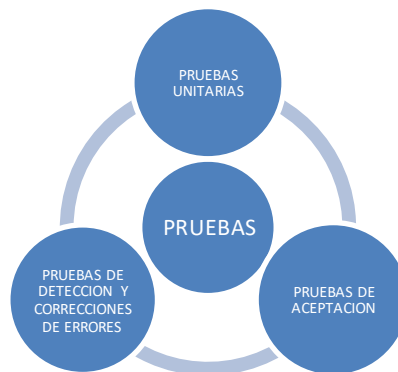 PRUEBAS
UNITARIAS
PRUEBAS
PRUEBAS DE
DETECCION Y
CORRECCIONES
DE ERRORES
PRUEBAS DE
ACEPTACION